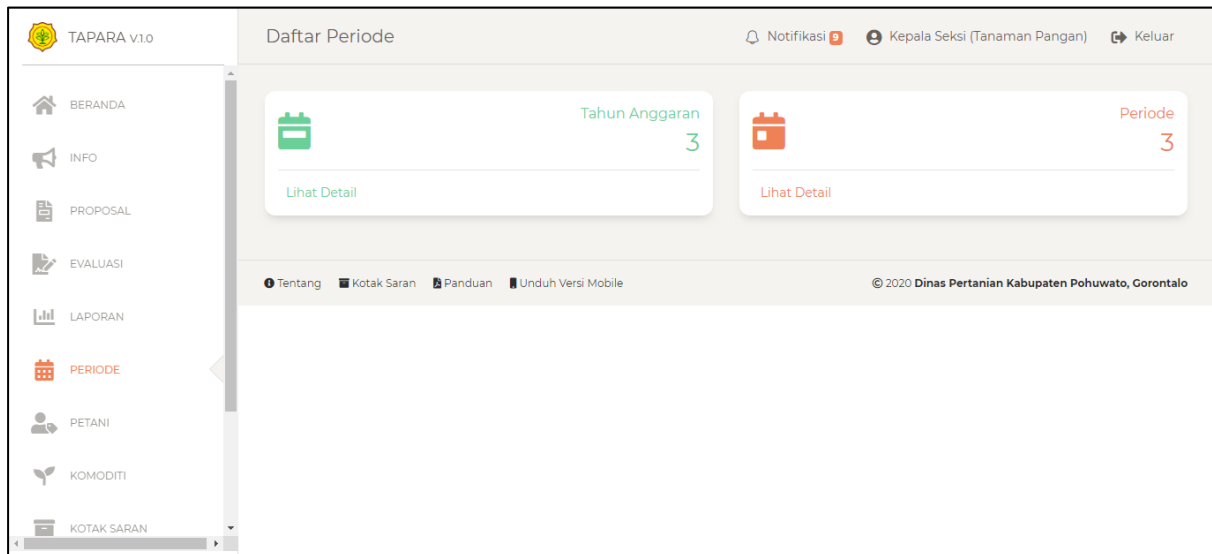 TAPARA V.1.0
Daftar Periode
Notifikasi 9
Kepala Seksi (Tanaman Pangan)
Keluar
BERANDA
INFO
PROPOSAL
EVALUASI
LAPORAN
PERIODE
PETANI
KOMODITI
KOTAK SARAN
Tahun Anggaran
3
Lihat Detail
Periode
3
Lihat Detail
Tentang Kotak Saran Panduan Unduh Versi Mobile
© 2020 Dinas Pertanian Kabupaten Pohuwato, Gorontalo